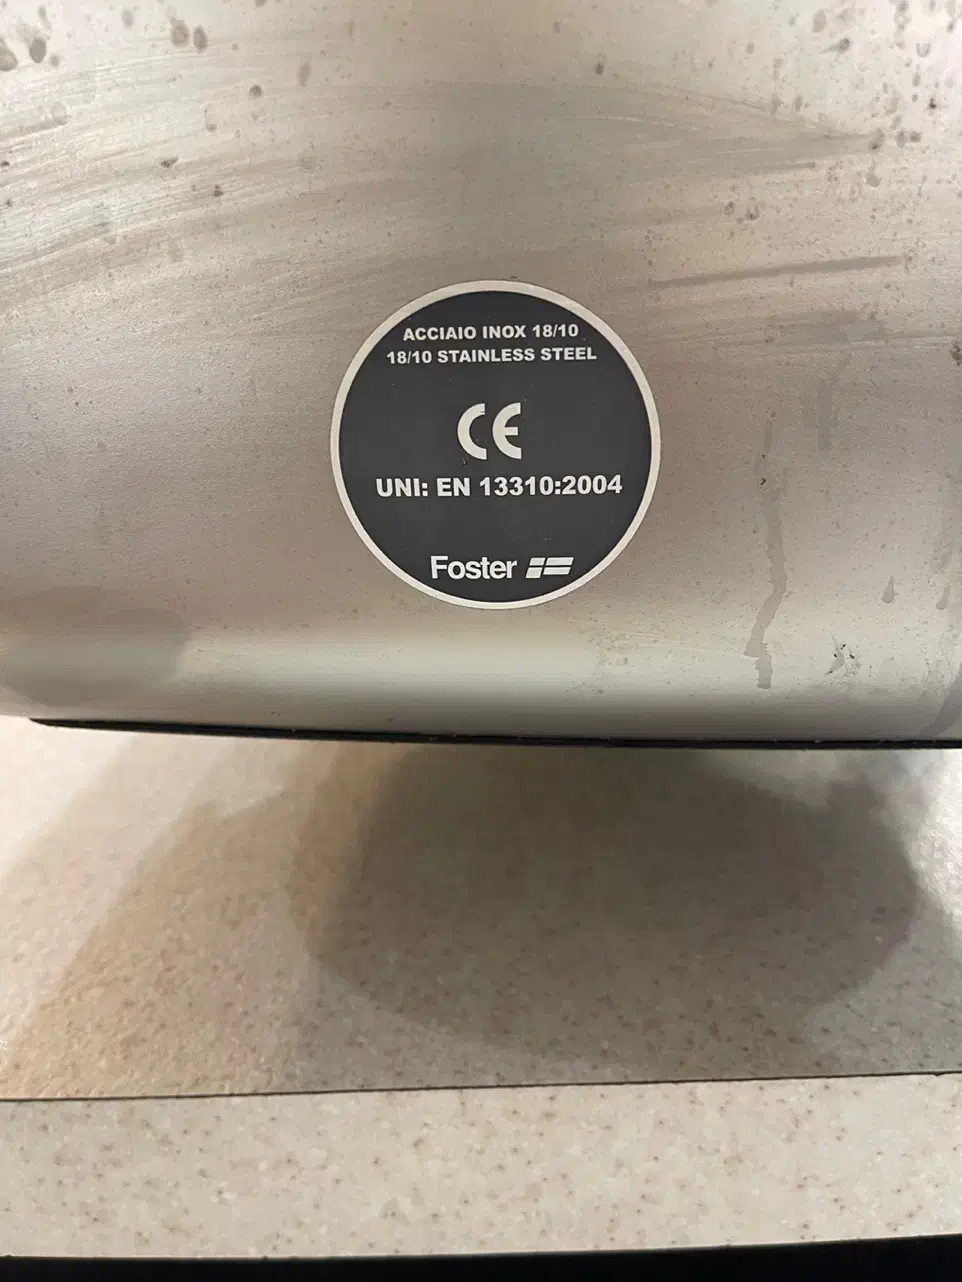 ACCIAIO INOX 18/10
18/10 STAINLESS STEEL
CE
UNI: EN 13310:2004
Foster